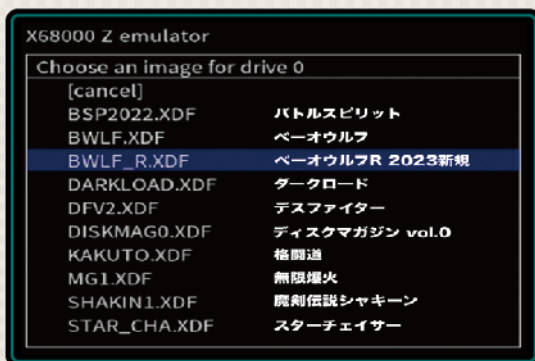 X68000 Z emulator
Choose an image for drive 0
[cancel]
BSP2022.XDF バトルスピリット
BWLF.XDF ベーオウルフ
BWLF_R.XDF ベーオウルフR 2023新規
DARKLOAD.XDF ダークロード
DFV2.XDF デスファイター
DISKMAG0.XDF ディスクマガジン vol.0
KAKUTO.XDF 格闘道
MG1.XDF 無限爆火
SHAKIN1.XDF 魔剣伝説シャキーン
STAR_CHA.XDF スターチェイサー